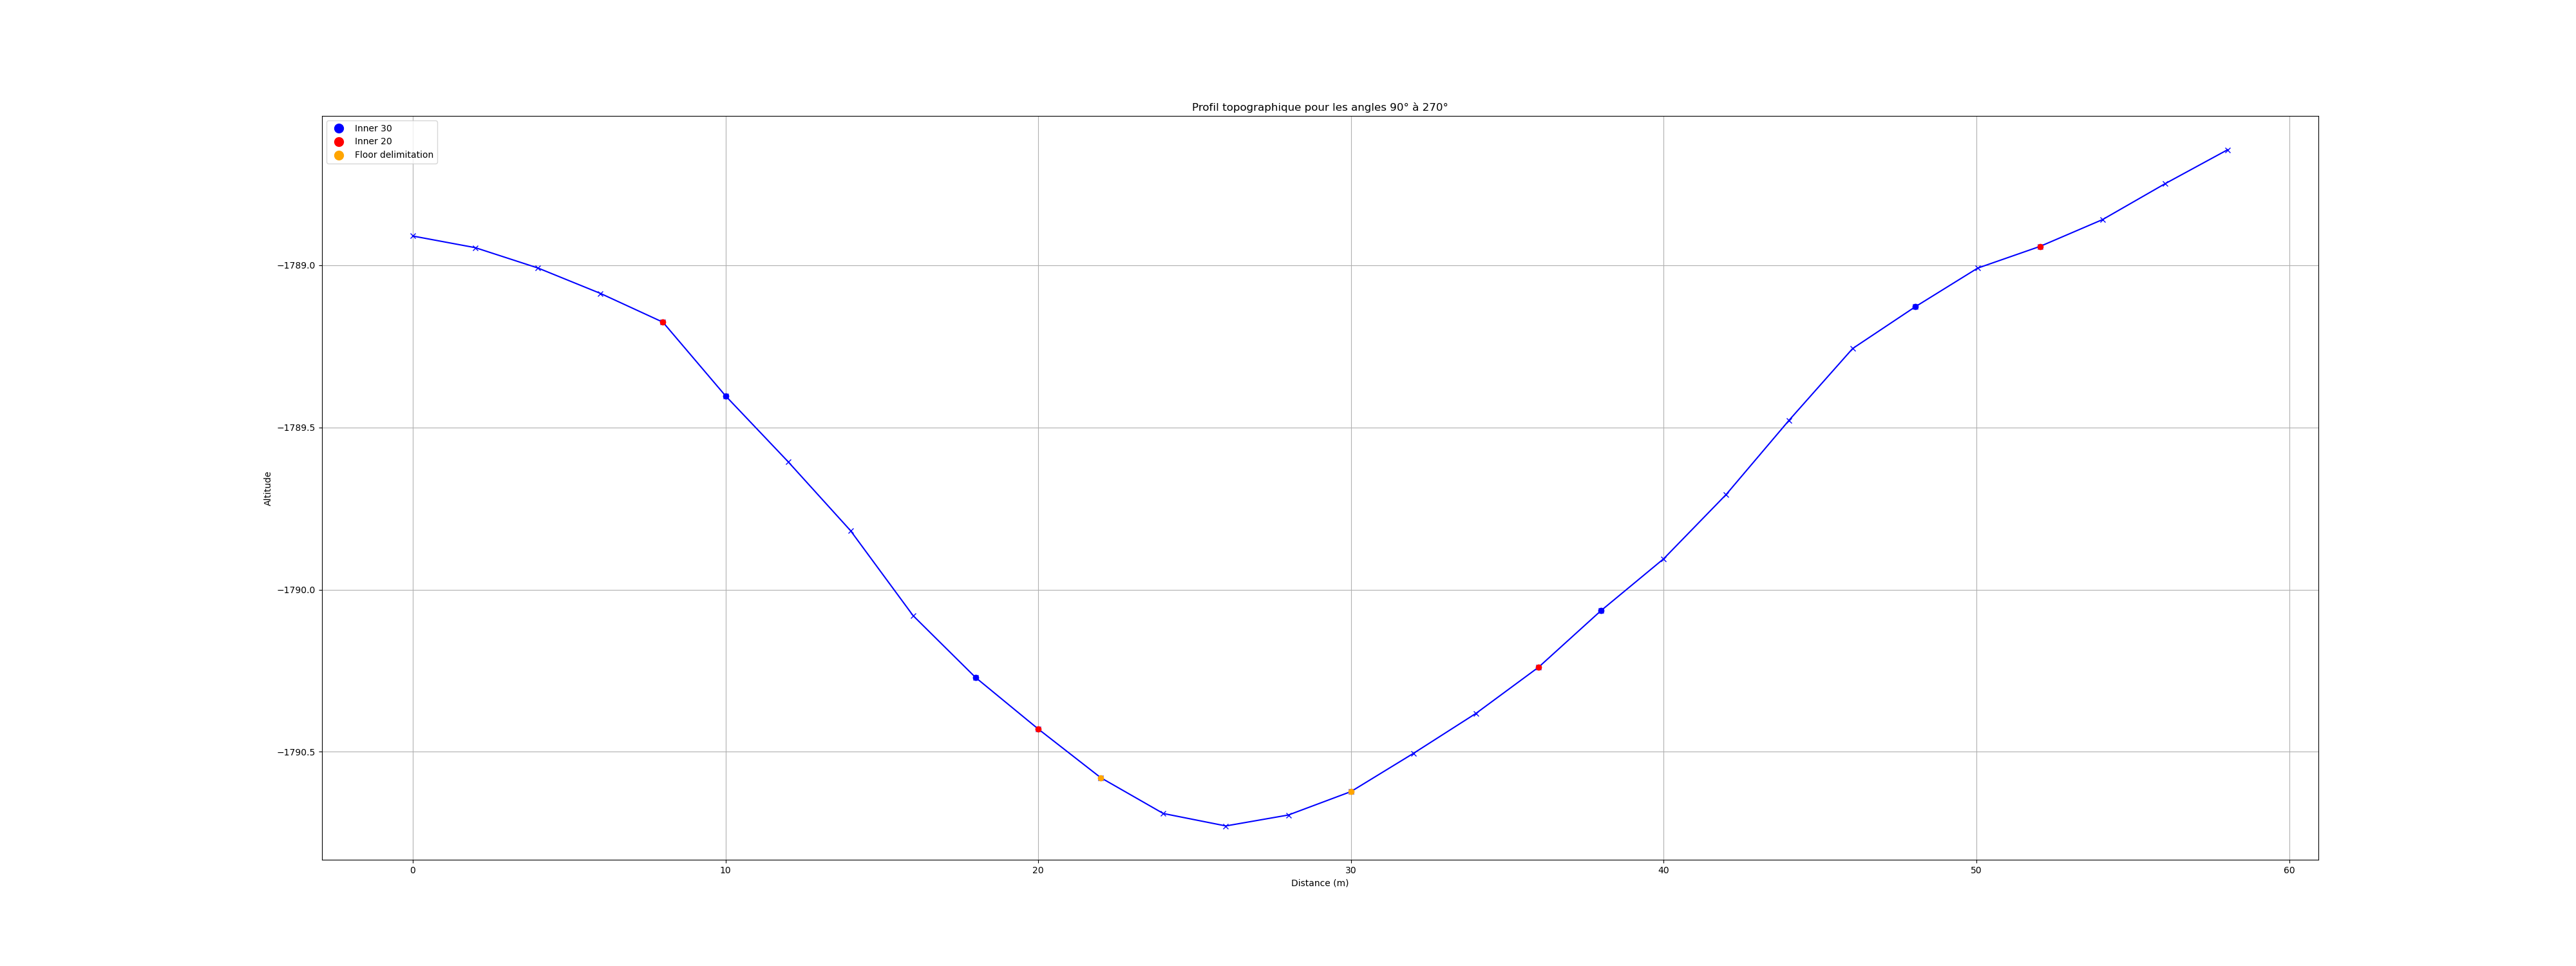 Profil topographique pour les angles 90° à 270°
Inner 30
Inner 20
Floor delimitation
−1789.0
−1789.5
−1790.0
−1790.5
Altitude
0
10
20
30
40
50
60
Distance (m)